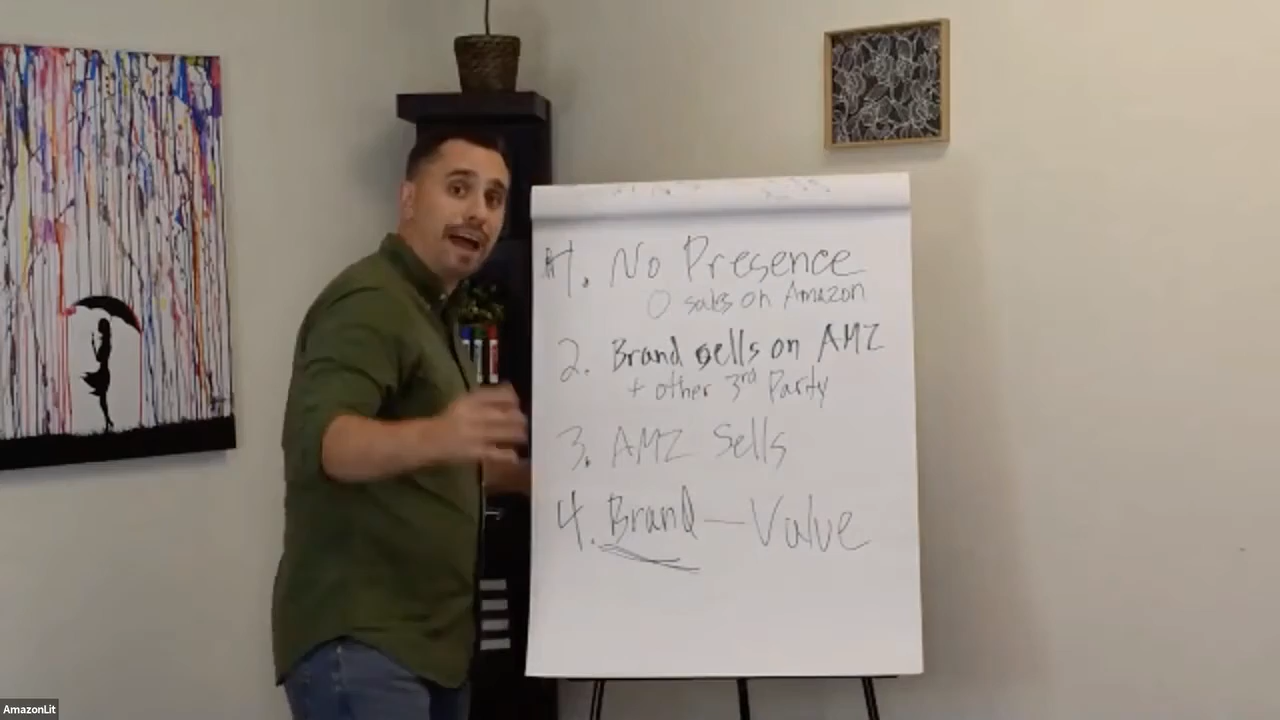 #1. No Presence
0 sales on Amazon
2. Brand sells on AMZ
+ other 3rd Party
3. AMZ Sells
4. Brand — Value
AmazonLit